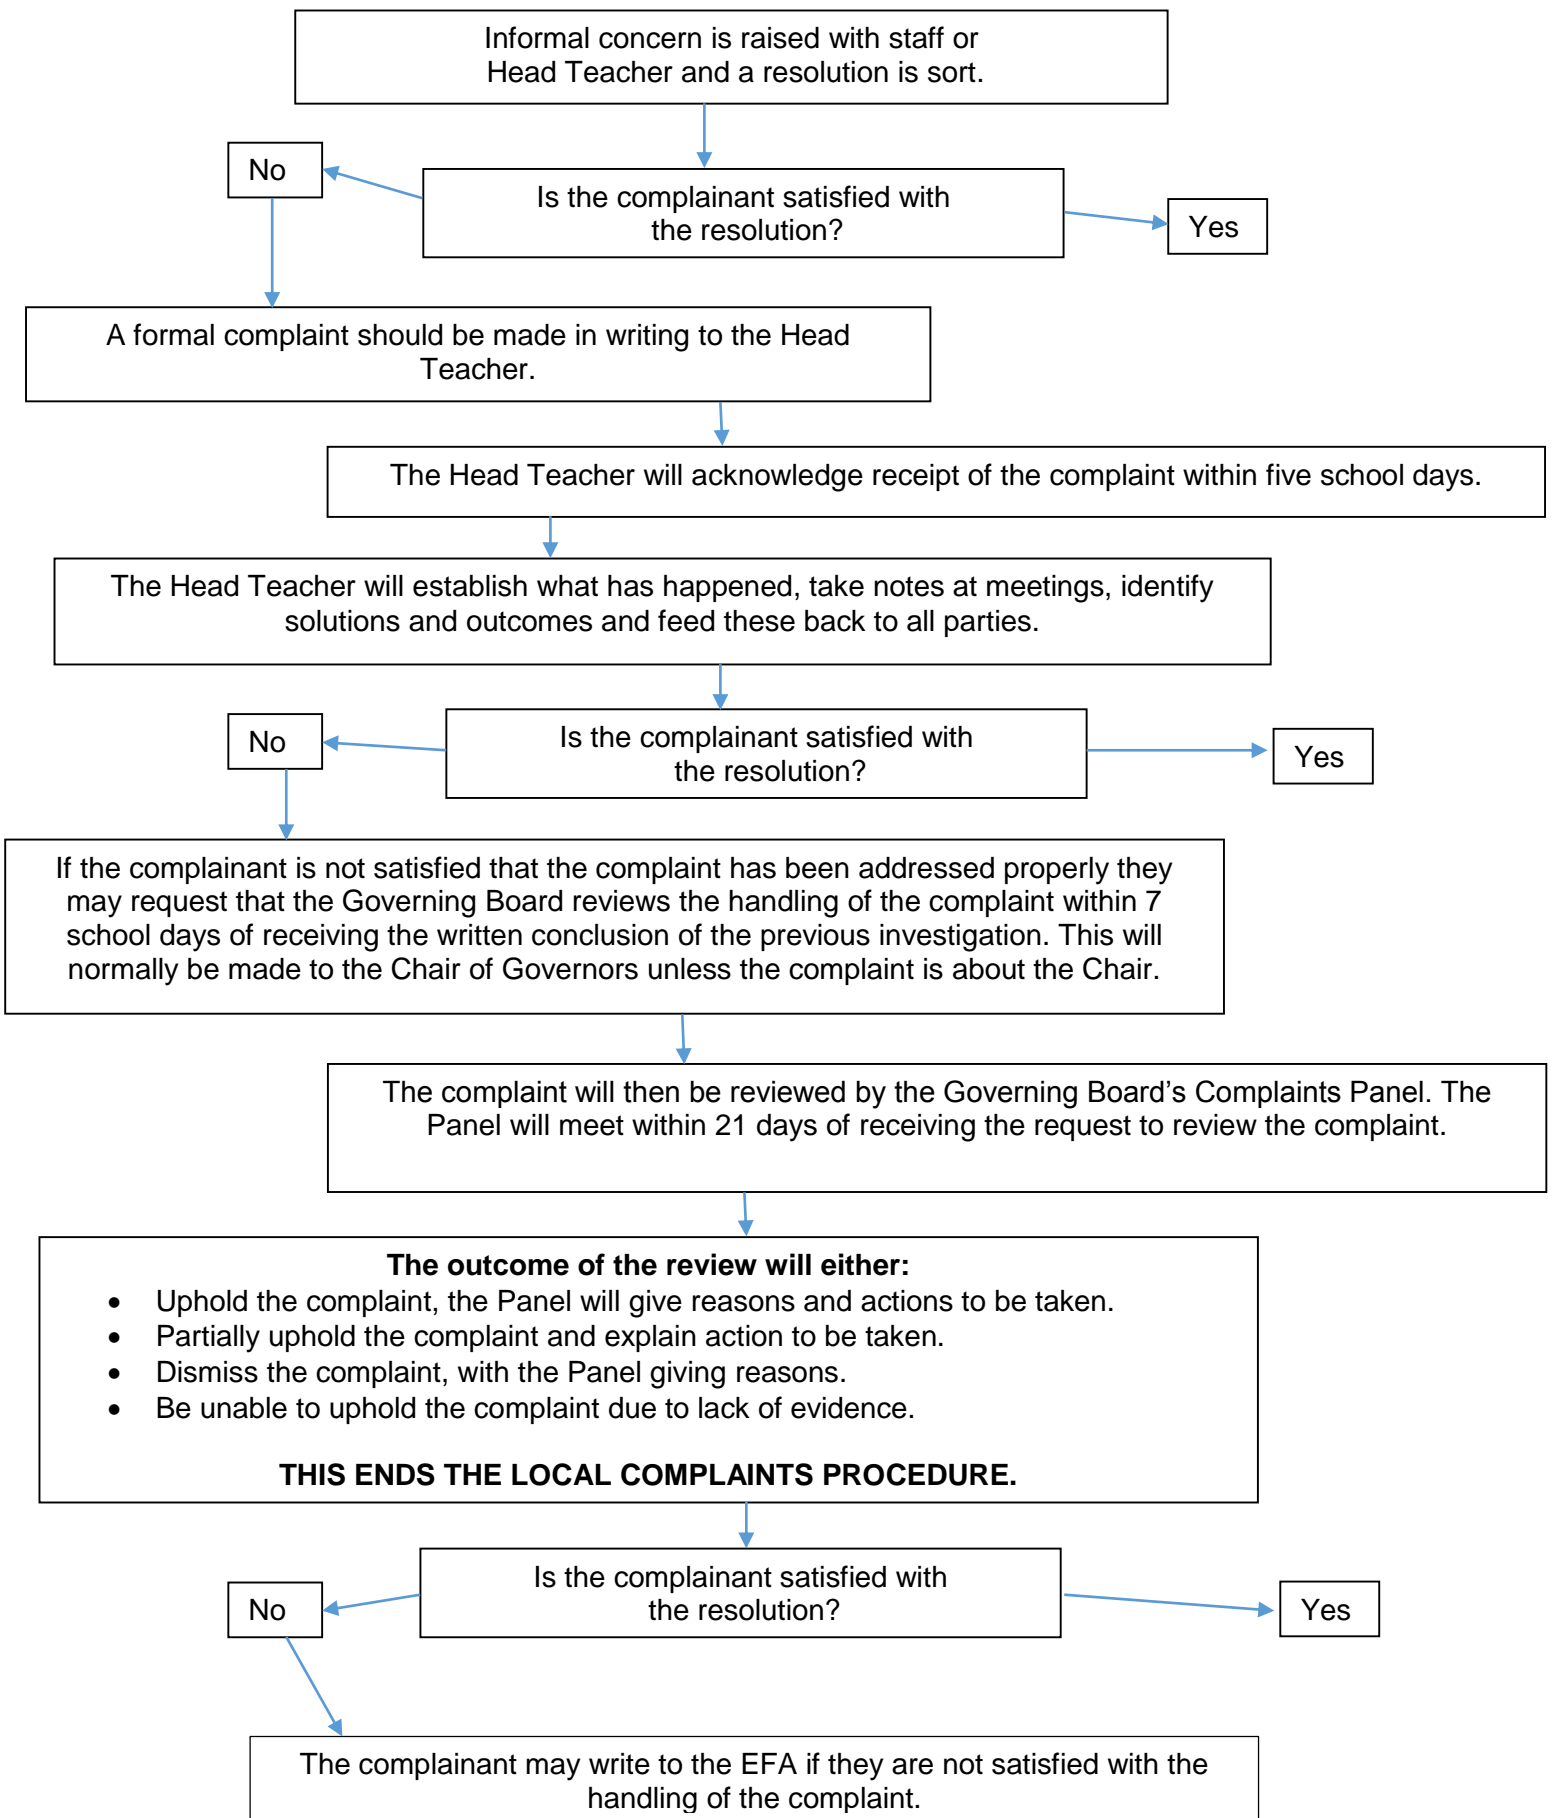 Informal concern is raised with staff or
Head Teacher and a resolution is sort.
No
Is the complainant satisfied with
the resolution?
Yes
A formal complaint should be made in writing to the Head
Teacher.
The Head Teacher will acknowledge receipt of the complaint within five school days.
The Head Teacher will establish what has happened, take notes at meetings, identify
solutions and outcomes and feed these back to all parties.
No
Is the complainant satisfied with
the resolution?
Yes
If the complainant is not satisfied that the complaint has been addressed properly they
may request that the Governing Board reviews the handling of the complaint within 7
school days of receiving the written conclusion of the previous investigation. This will
normally be made to the Chair of Governors unless the complaint is about the Chair.
The complaint will then be reviewed by the Governing Board’s Complaints Panel. The
Panel will meet within 21 days of receiving the request to review the complaint.
The outcome of the review will either:
• Uphold the complaint, the Panel will give reasons and actions to be taken.
• Partially uphold the complaint and explain action to be taken.
• Dismiss the complaint, with the Panel giving reasons.
• Be unable to uphold the complaint due to lack of evidence.
THIS ENDS THE LOCAL COMPLAINTS PROCEDURE.
Is the complainant satisfied with
the resolution?
No
Yes
The complainant may write to the EFA if they are not satisfied with the
handling of the complaint.